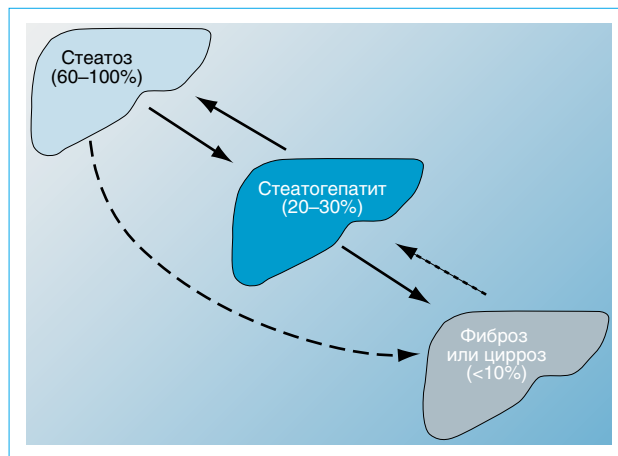 Стеатоз
(60–100%)
Стеатогепатит
(20–30%)
Фиброз
или цирроз
(<10%)